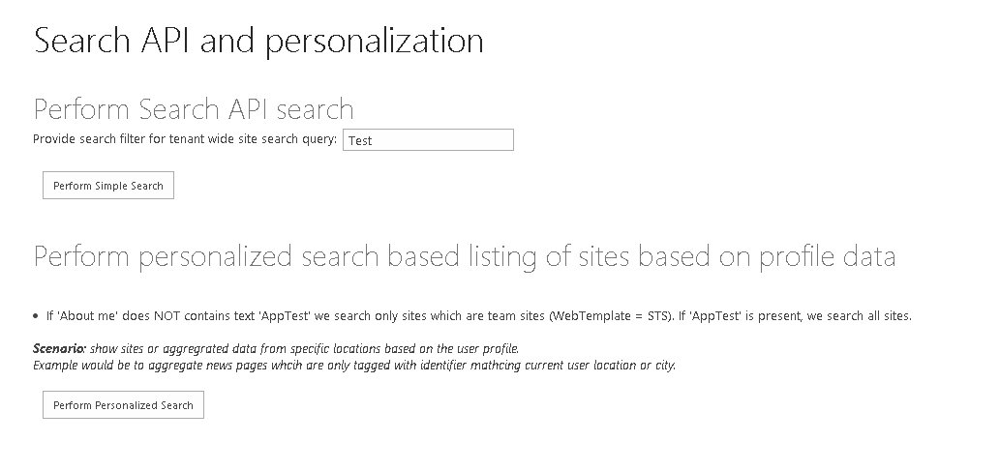 Search API and personalization
Perform Search API search
Provide search filter for tenant wide site search query: Test
Perform Simple Search
Perform personalized search based listing of sites based on profile data
• If 'About me' does NOT contains text 'AppTest' we search only sites which are team sites (WebTemplate = STS). If 'AppTest' is present, we search all sites.
Scenario: show sites or aggregrated data from specific locations based on the user profile.
Example would be to aggregate news pages whcih are only tagged with identifier mathcing current user location or city.
Perform Personalized Search